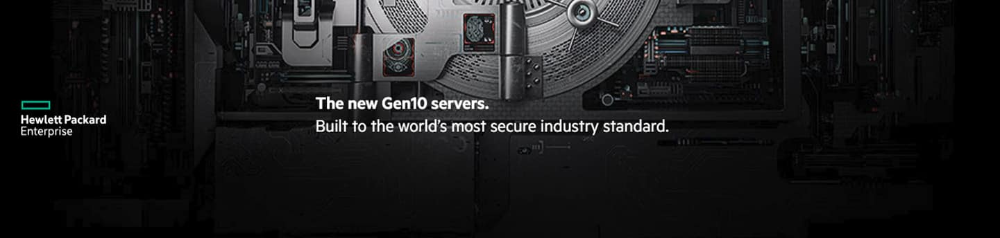 The new Gen10 servers.
Built to the world's most secure industry standard.
Hewlett Packard
Enterprise